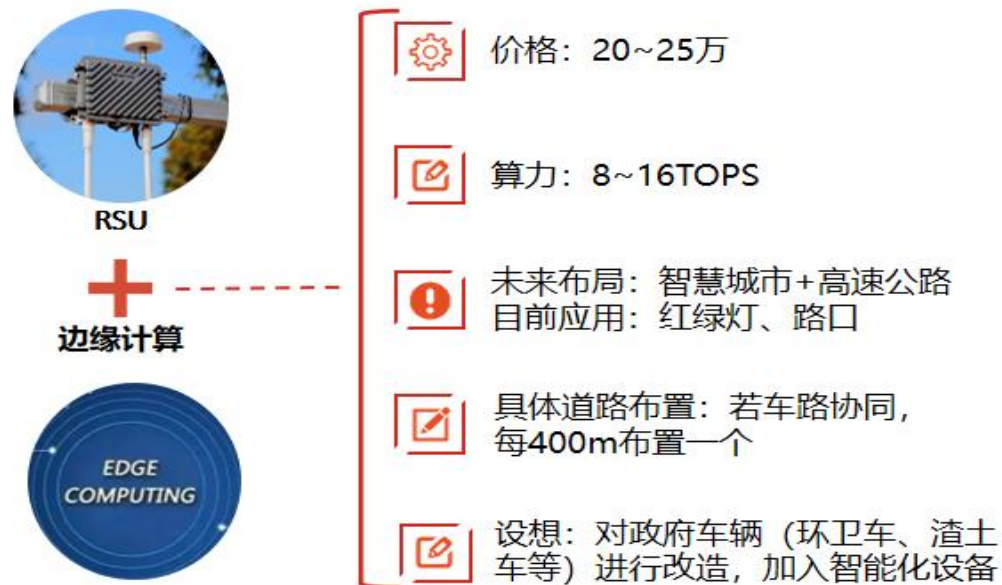 RSU
边缘计算
EDGE
COMPUTING
价格：20~25万
算力：8~16TOPS
未来布局：智慧城市+高速公路
目前应用：红绿灯、路口
具体道路布置：若车路协同，
每400m布置一个
设想：对政府车辆（环卫车、渣土
车等）进行改造，加入智能化设备